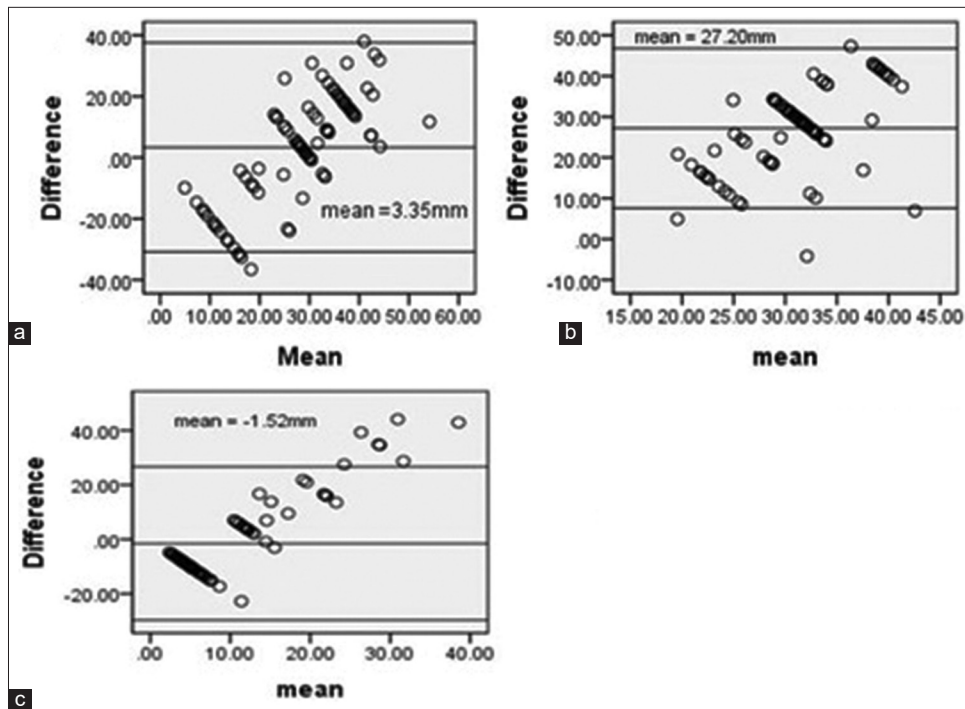 40.00
20.00
.00
-20.00
-40.00
Difference
mean =3.35mm
.00 10.00 20.00 30.00 40.00 50.00 60.00
Mean
a
50.00
40.00
30.00
20.00
10.00
.00
-10.00
Difference
mean = 27.20mm
15.00 20.00 25.00 30.00 35.00 40.00 45.00
mean
b
40.00
20.00
.00
-20.00
Difference
mean = -1.52mm
.00 10.00 20.00 30.00 40.00
mean
c